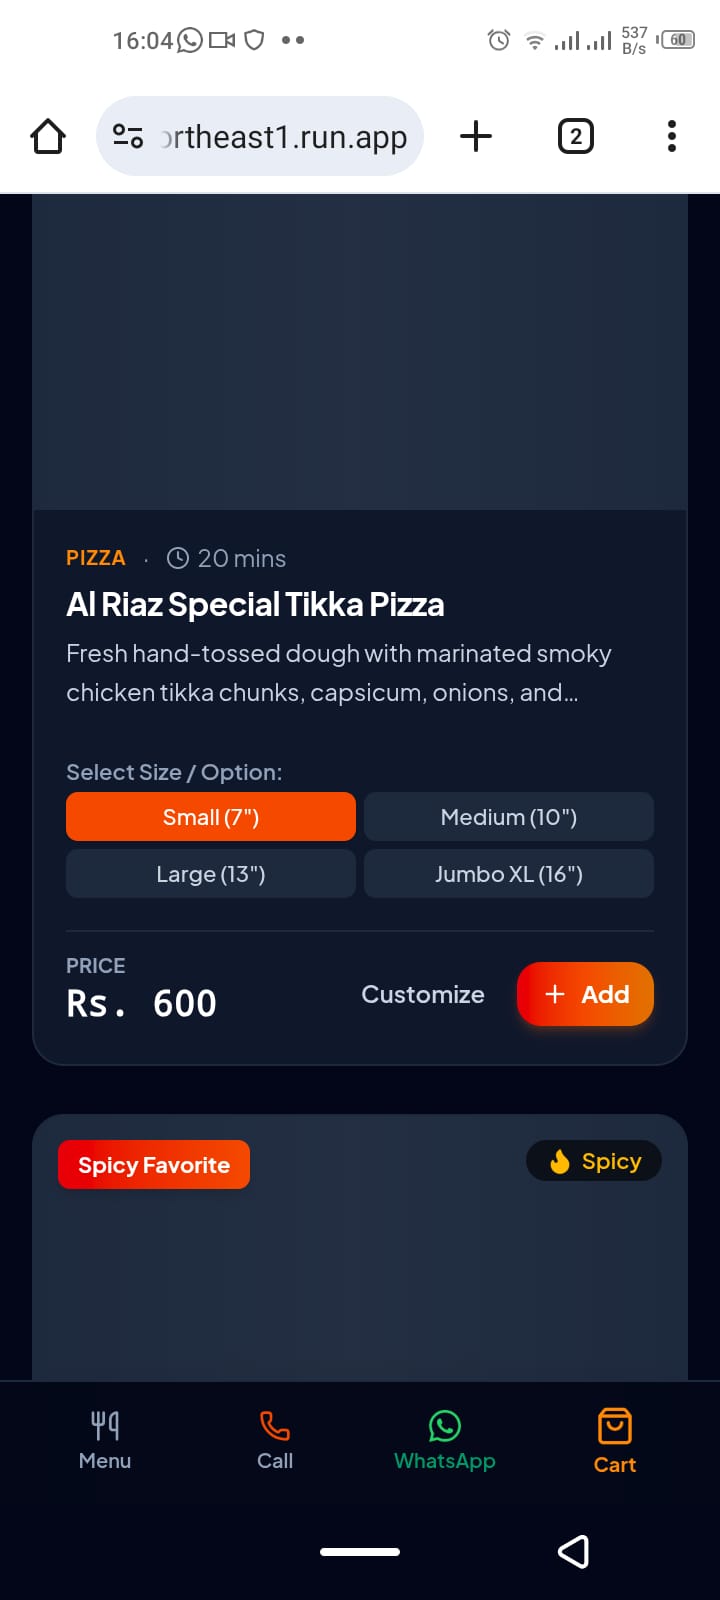 16:04
537
B/s
60
ortheast1.run.app
2
PIZZA · 20 mins
Al Riaz Special Tikka Pizza
Fresh hand-tossed dough with marinated smoky
chicken tikka chunks, capsicum, onions, and...
Select Size / Option:
Small (7")
Medium (10")
Large (13")
Jumbo XL (16")
PRICE
Rs. 600
Customize
+ Add
Spicy Favorite
Spicy
Menu
Call
WhatsApp
Cart